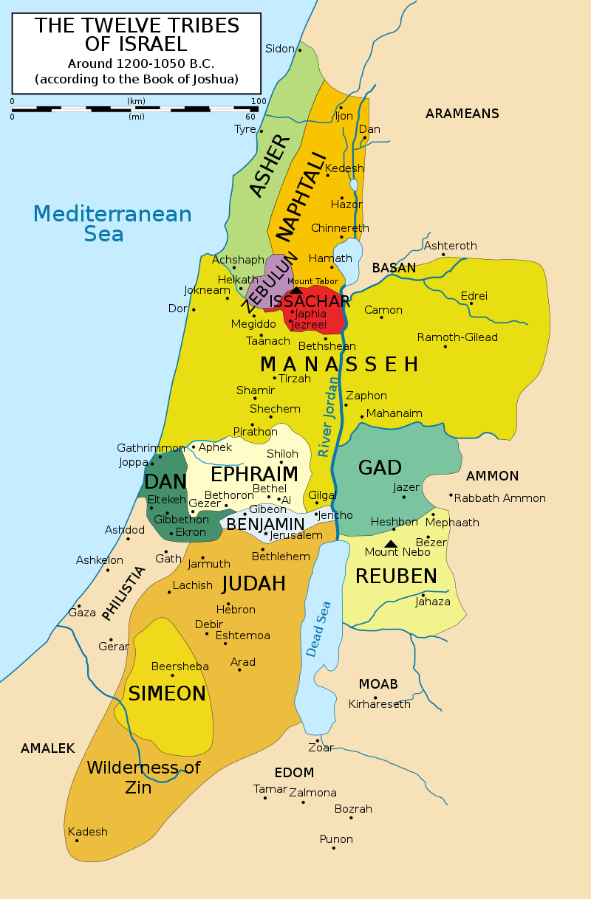 THE TWELVE TRIBES
OF ISRAEL
Around 1200-1050 B.C.
(according to the Book of Joshua)
0 (km) 100
0 (mi) 60
Sidon
ARAMEANS
Ijon
Tyre
Dan
ASHER
NAPHTALI
Kedesh
Hazor
Mediterranean
Sea
Chinnereth
Ashteroth
Achshaph
Hamath
BASAN
Helkath
ZEBULUN
Mount Tabor
Jokneam
ISSACHAR
Edrei
Dor
Japhia
Camon
Megiddo
Jezreel
Taanach
Bethshean
Ramoth-Gilead
MANASSEH
Tirzah
Shamir
Zaphon
Shechem
Mahanaim
River Jordan
Pirathon
Gathrimmon
Aphek
Joppa
Shiloh
DAN
EPHRAIM
GAD
AMMON
Bethel
Jazer
Eltekeh
Bethoron
Ai
Gilgal
Rabbath Ammon
Gezer
Gibeon
Gibbethon
BENJAMIN
Jericho
Heshbon
Mephaath
Ashdod
Ekron
Jerusalem
Bezer
Mount Nebo
Ashkelon
Gath
Jarmuth
Bethlehem
PHILISTIA
Lachish
JUDAH
REUBEN
Gaza
Hebron
Jahaza
Debir
Dead Sea
Eshtemoa
Gerar
Beersheba
Arad
SIMEON
MOAB
Kirhareseth
AMALEK
Zoar
Wilderness of
Zin
EDOM
Tamar
Zalmona
Bozrah
Kadesh
Punon